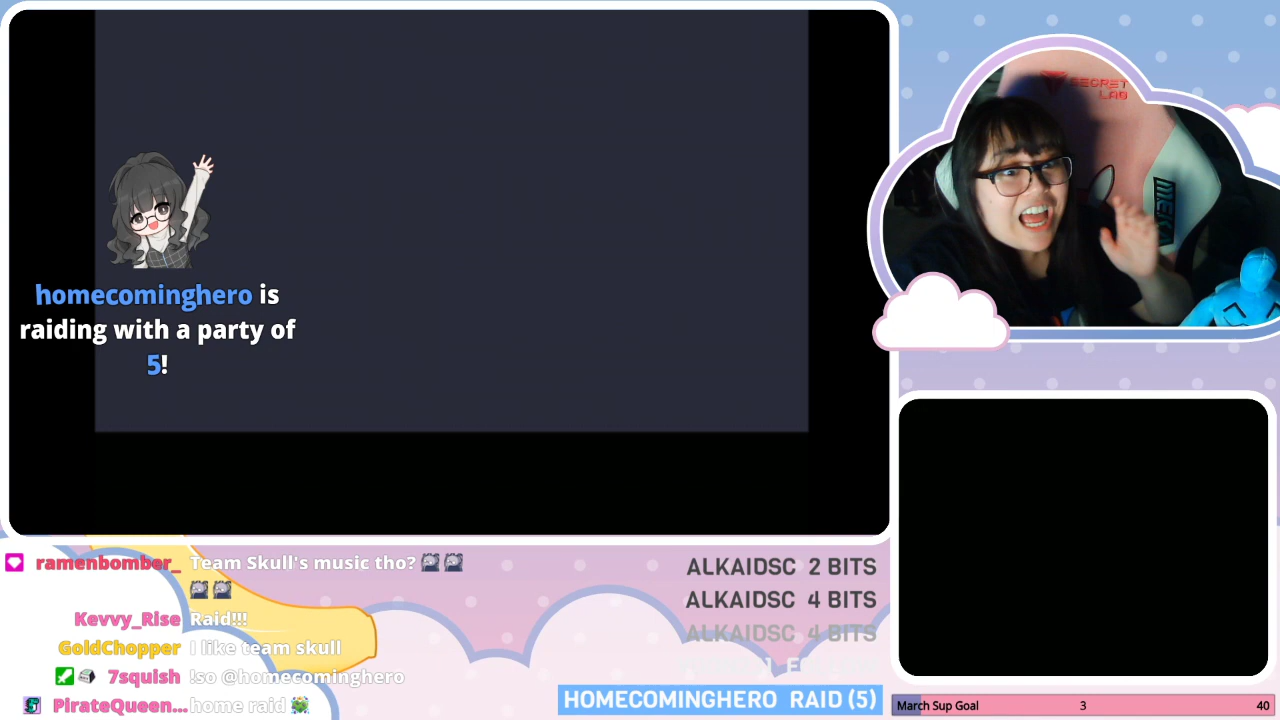 SECRET
LAB
homecominghero is
raiding with a party of
5!
ramenbomber_ Team Skull's music tho?
Kevvy_Rise Raid!!!
GoldChopper I like team skull
7squish !so @homecominghero
PirateQueen... home raid
ALKAIDSC 2 BITS
ALKAIDSC 4 BITS
ALKAIDSC 4 BITS
HOMECOMINGHERO RAID (5)
March Sup Goal 3 40